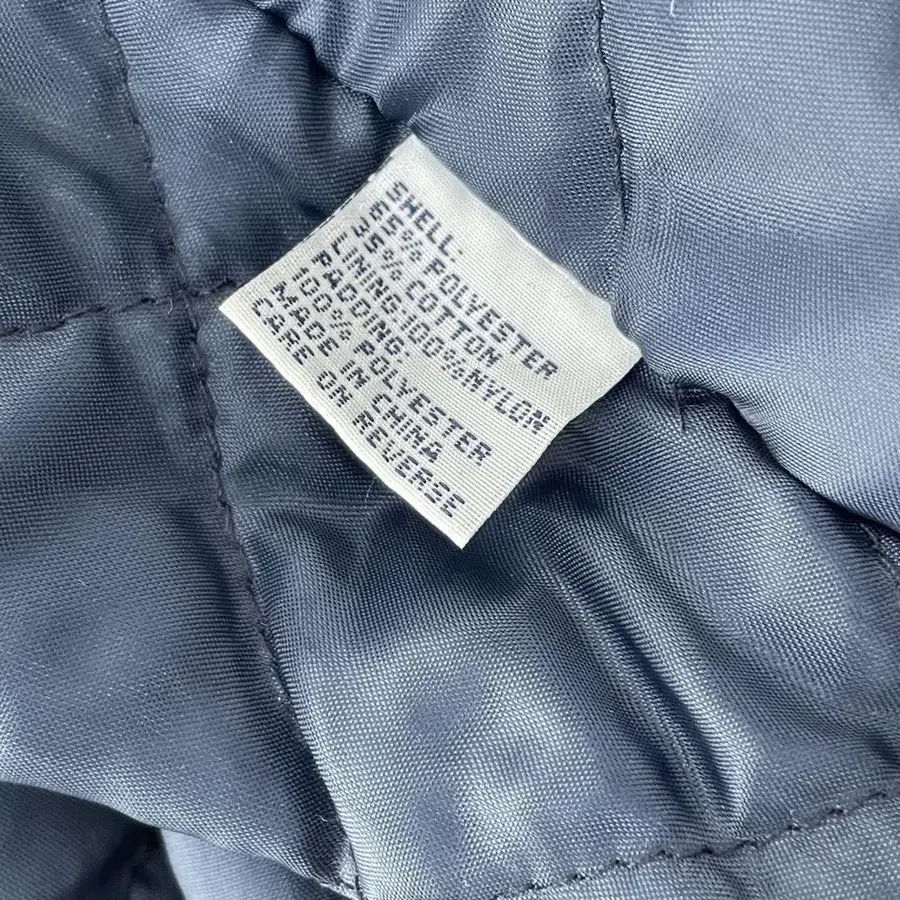 SHELL.
65% POLYESTER
35% COTTON
LINING:100%NYLON
PADDING.
100% POLYESTER
MADE IN CHINA
CARE ON REVERSE